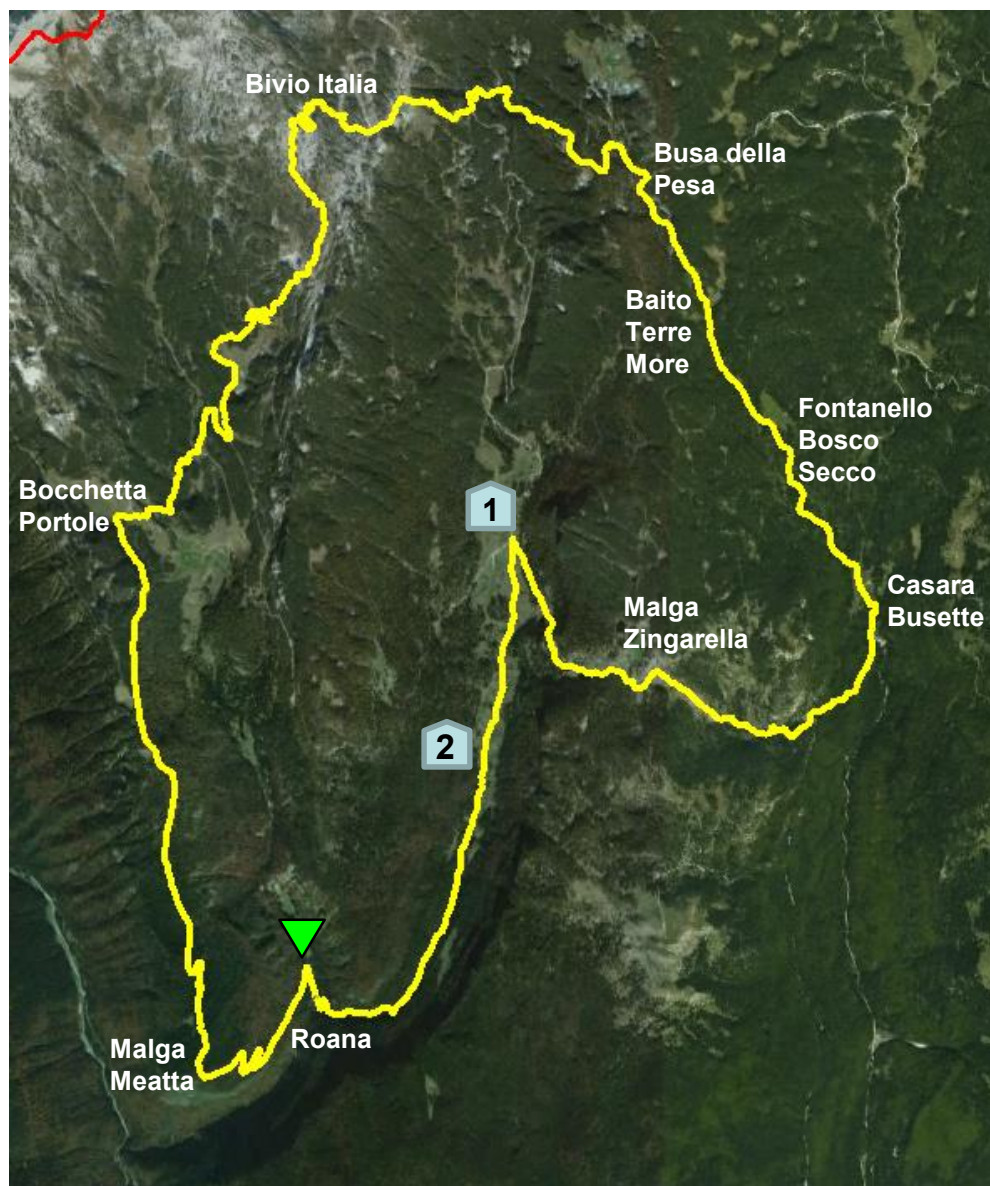 Bivio Italia
Busa della
Pesa
Baito
Terre
More
Fontanello
Bosco
Secco
Bocchetta
Portole
1
Casara
Busette
Malga
Zingarella
2
Roana
Malga
Meatta